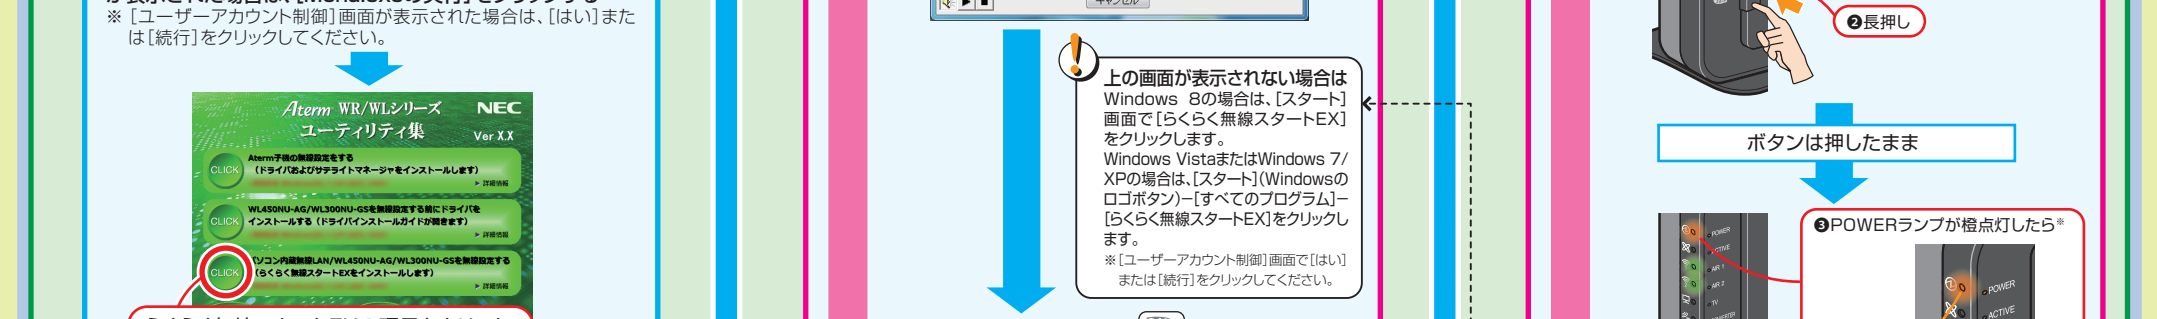 ※ [ユーザーアカウント制御]画面が表示された場合は、[はい]また
は[続行]をクリックしてください。
Aterm WR/WLシリーズ
NEC
ユーティリティ集
Ver X.X
CLICK
Aterm子機の無線設定をする
(ドライバおよびサテライトマネージャをインストールします)
▶ 詳細情報
CLICK
WL450NU-AG/WL300NU-GSを無線設定する前にドライバを
インストールする(ドライバインストールガイドが開きます)
▶ 詳細情報
CLICK
パソコン内蔵無線LAN/WL450NU-AG/WL300NU-GSを無線設定する
(らくらく無線スタートEXをインストールします)
▶ 詳細情報
キャンセル
上の画面が表示されない場合は
Windows 8の場合は、[スタート]
画面で[らくらく無線スタートEX]
をクリックします。
Windows VistaまたはWindows 7/
XPの場合は、[スタート](Windowsの
ロゴボタン)−[すべてのプログラム]−
[らくらく無線スタートEX]をクリックし
ます。
※[ユーザーアカウント制御]画面で[はい]
または[続行]をクリックしてください。
❷長押し
ボタンは押したまま
❸POWERランプが橙点灯したら※
POWER
ACTIVE
AIR 1
AIR 2
TV
CONVERTER
POWER
ACTIVE